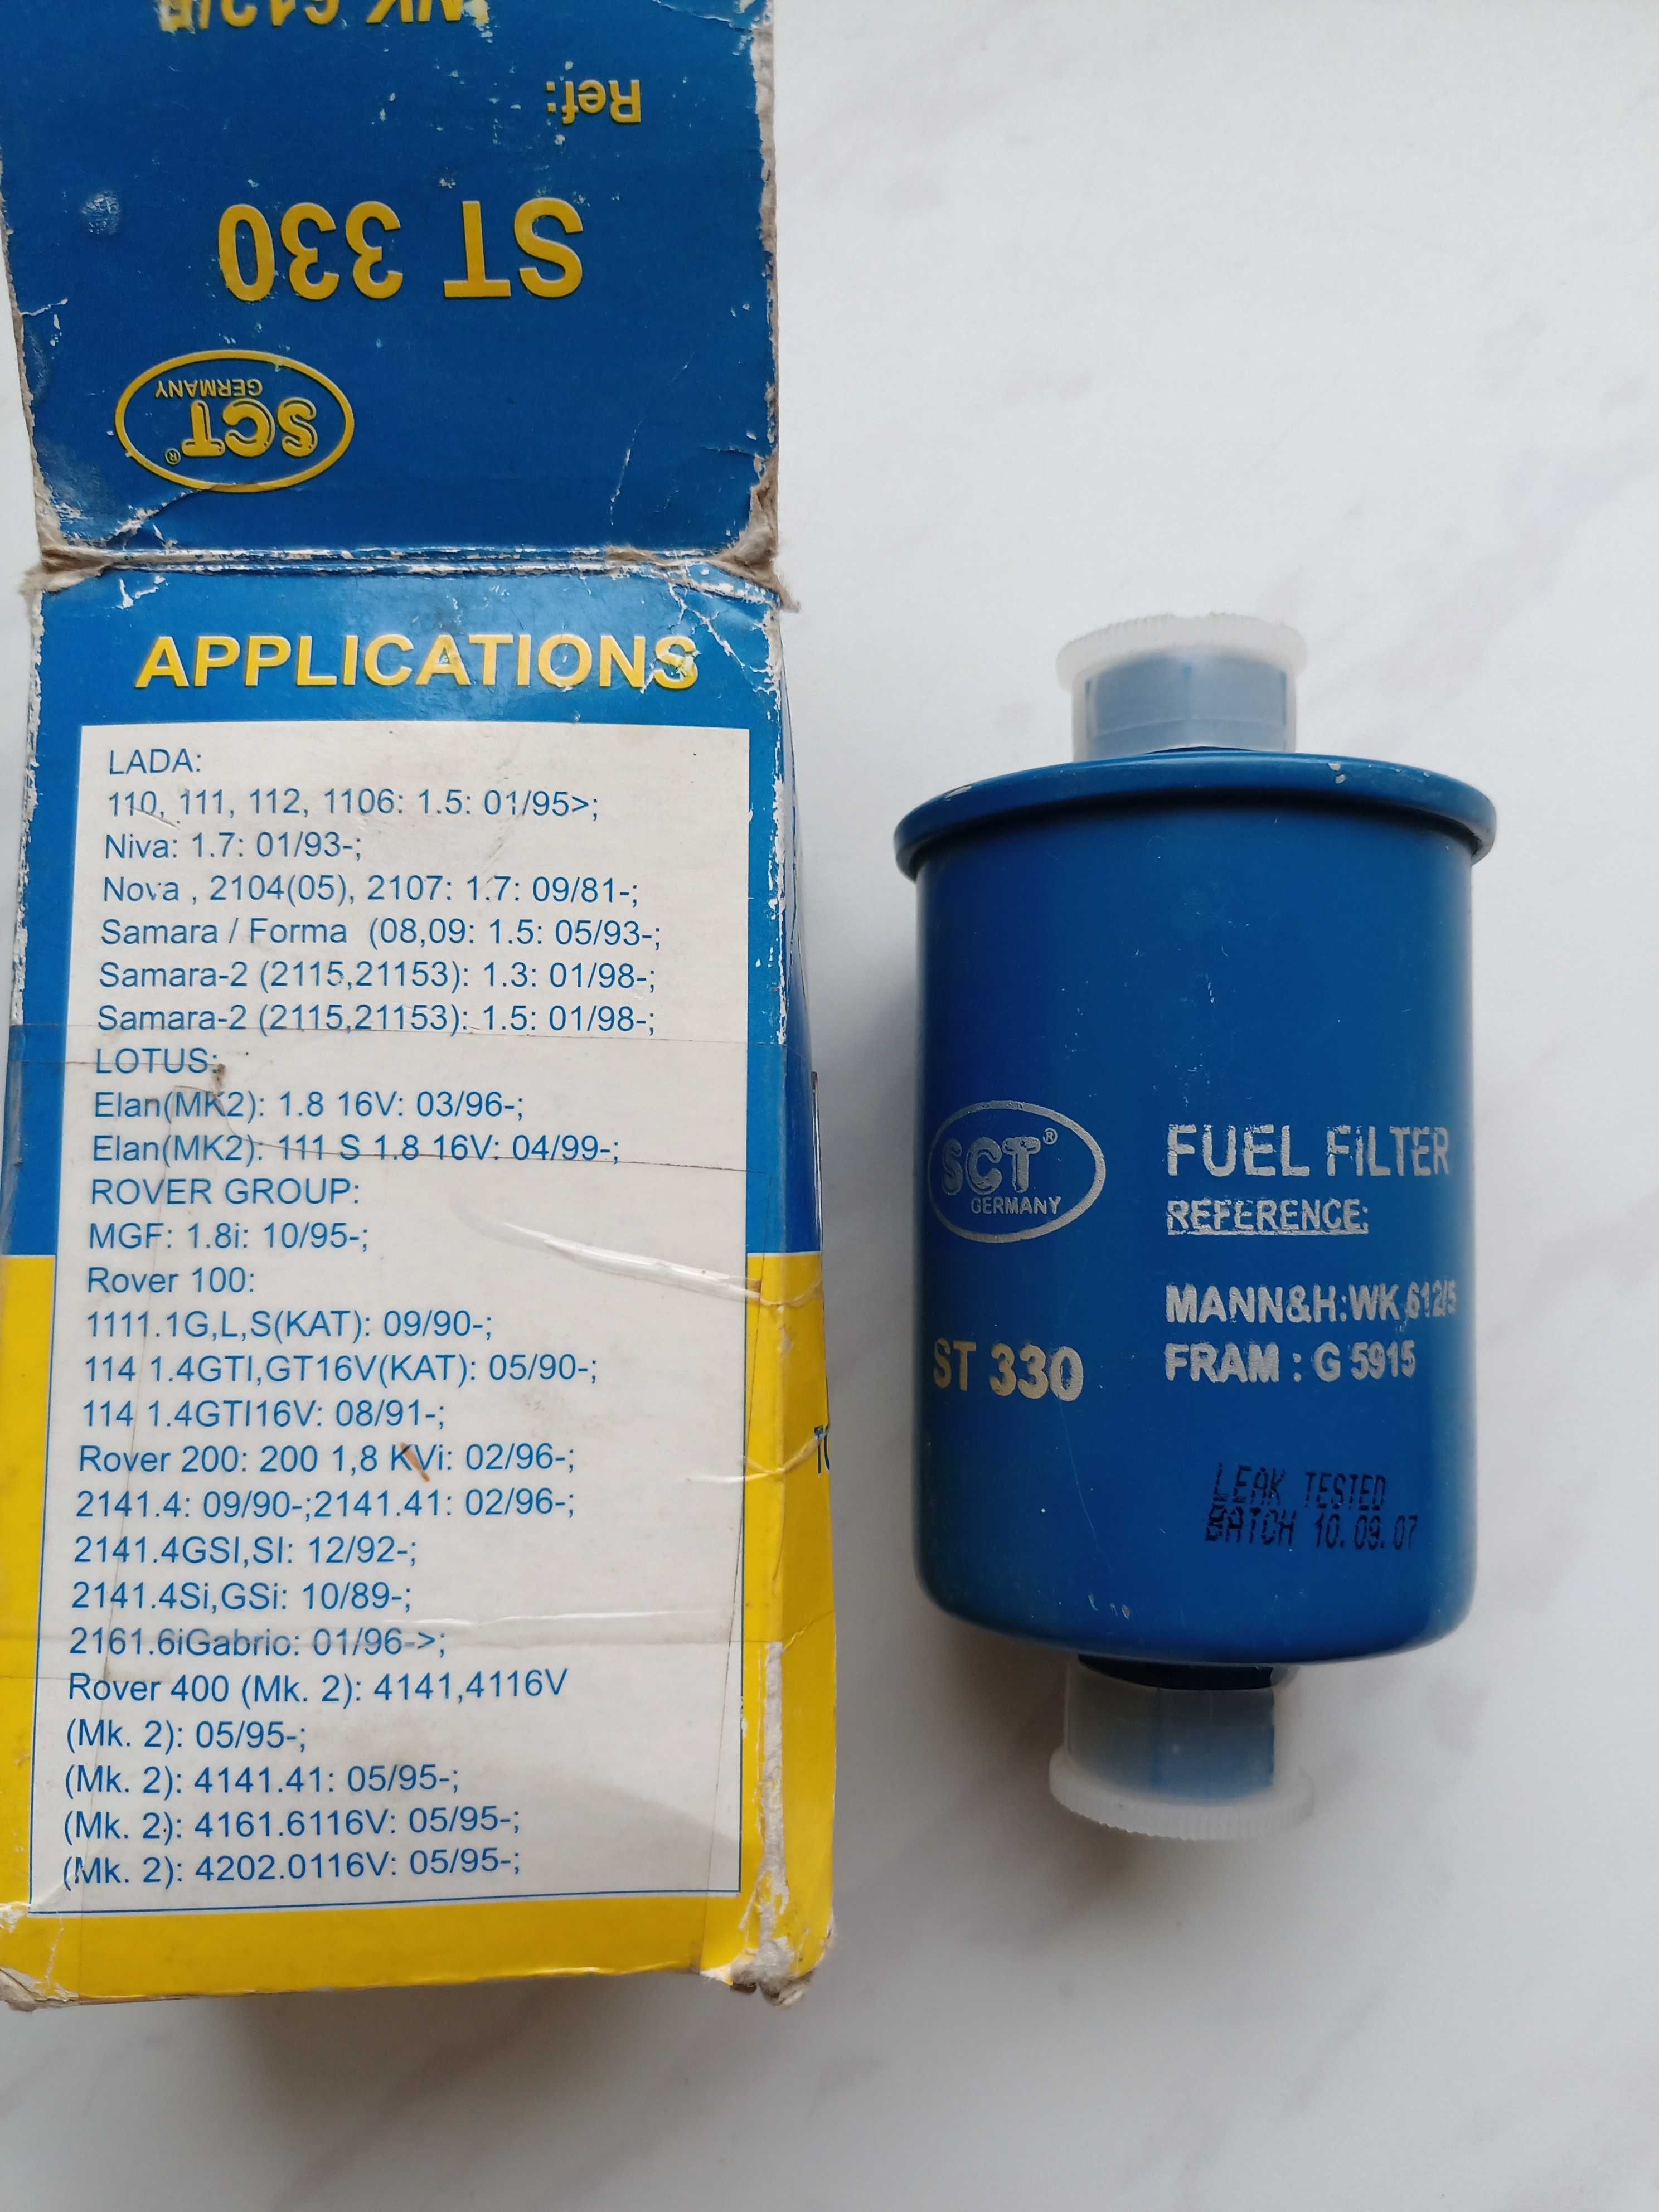 Ref:
ST 330
SCT®
GERMANY
APPLICATIONS
LADA:
110, 111, 112, 1106: 1.5: 01/95>;
Niva: 1.7: 01/93-;
Nova , 2104(05), 2107: 1.7: 09/81-;
Samara / Forma (08,09: 1.5: 05/93-;
Samara-2 (2115,21153): 1.3: 01/98-;
Samara-2 (2115,21153): 1.5: 01/98-;
LOTUS:
Elan(MK2): 1.8 16V: 03/96-;
Elan(MK2): 111 S 1.8 16V: 04/99-;
ROVER GROUP:
MGF: 1.8i: 10/95-;
Rover 100:
1111.1G,L,S(KAT): 09/90-;
114 1.4GTI,GT16V(KAT): 05/90-;
114 1.4GTI16V: 08/91-;
Rover 200: 200 1,8 KVi: 02/96-;
2141.4: 09/90-;2141.41: 02/96-;
2141.4GSI,SI: 12/92-;
2141.4Si,GSi: 10/89-;
2161.6iGabrio: 01/96->;
Rover 400 (Mk. 2): 4141,4116V
(Mk. 2): 05/95-;
(Mk. 2): 4141.41: 05/95-;
(Mk. 2): 4161.6116V: 05/95-;
(Mk. 2): 4202.0116V: 05/95-;
SCT®
GERMANY
ST 330
FUEL FILTER
REFERENCE:
MANN&H:WK 612/5
FRAM : G 5915
LEAK TESTED
BATCH 10.09.07